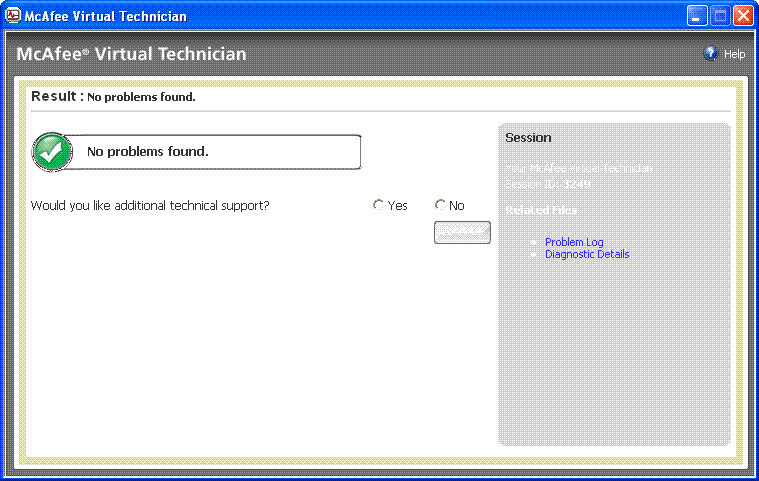 McAfee Virtual Technician
McAfee® Virtual Technician
Help
Result : No problems found.
No problems found.
Would you like additional technical support?
Yes
No
Session
Your McAfee Virtual Technician
Session ID: 3249
Related Files
Problem Log
Diagnostic Details